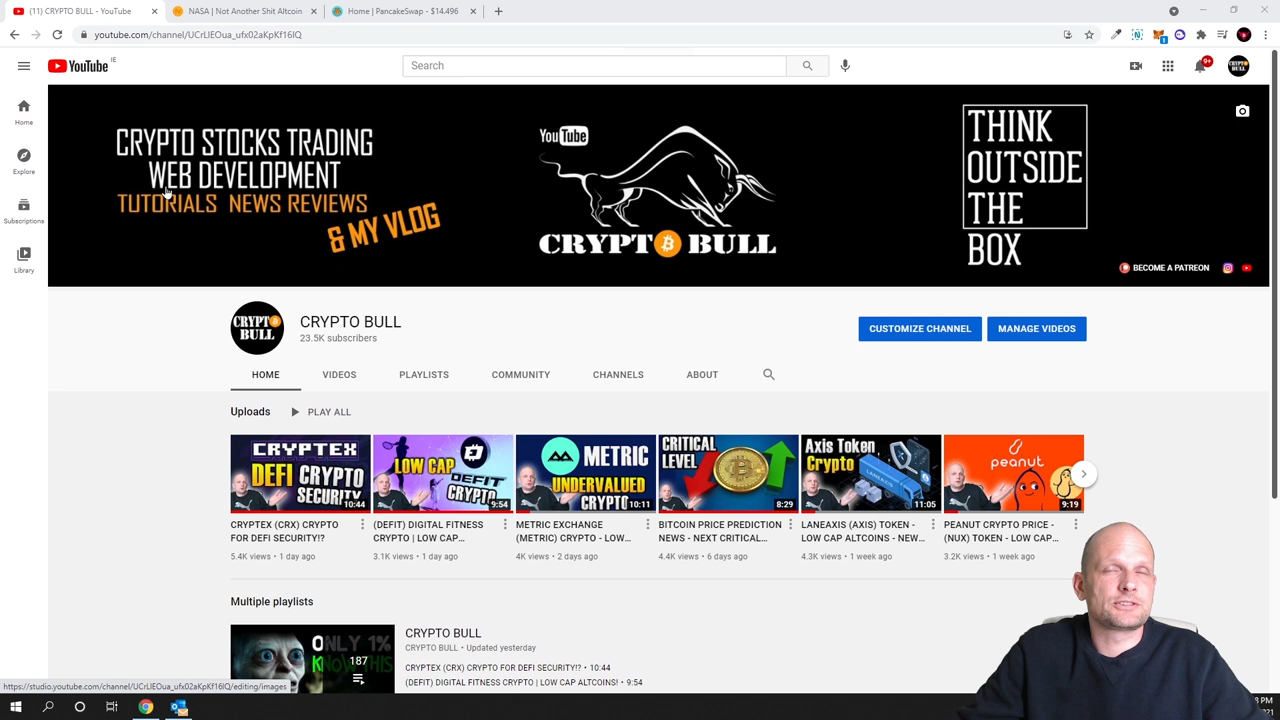 (11) CRYPTO BULL - YouTube
NASA | Not Another Shit Altcoin
Home | PancakeSwap - $14.496
youtube.com/channel/UCrLlEOua_ufx02aKpKf16lQ
YouTube IE
Search
9+
CRYPTO STOCKS TRADING
WEB DEVELOPMENT
TUTORIALS NEWS REVIEWS
& MY VLOG
YouTube
CRYPT BULL
THINK
OUTSIDE
THE
BOX
BECOME A PATREON
Home
Explore
Subscriptions
Library
CRYPTO BULL
23.5K subscribers
CUSTOMIZE CHANNEL
MANAGE VIDEOS
HOME
VIDEOS
PLAYLISTS
COMMUNITY
CHANNELS
ABOUT
Uploads
PLAY ALL
CRYPTEX
DEFI CRYPTO
SECURITY
10:44
LOW CAP
DEFIT
CRYPTO
9:54
METRIC
UNDERVALUED
CRYPTO
10:11
CRITICAL
LEVEL
8:29
Axis Token
Crypto
LANEAXIS
11:05
peanut
9:19
CRYPTEX (CRX) CRYPTO
FOR DEFI SECURITY!?
5.4K views • 1 day ago
(DEFIT) DIGITAL FITNESS
CRYPTO | LOW CAP...
3.1K views • 1 day ago
METRIC EXCHANGE
(METRIC) CRYPTO - LOW...
4K views • 2 days ago
BITCOIN PRICE PREDICTION
NEWS - NEXT CRITICAL...
4.4K views • 6 days ago
LANEAXIS (AXIS) TOKEN -
LOW CAP ALTCOINS - NEW...
4.3K views • 1 week ago
PEANUT CRYPTO PRICE -
(NUX) TOKEN - LOW CAP...
3.2K views • 1 week ago
Multiple playlists
ONLY 1%
KNOW THIS
187
CRYPTO BULL
CRYPTO BULL • Updated yesterday
CRYPTEX (CRX) CRYPTO FOR DEFI SECURITY!? • 10:44
(DEFIT) DIGITAL FITNESS CRYPTO | LOW CAP ALTCOINS! • 9:54
https://studio.youtube.com/channel/UCrLlEOua_ufx02aKpKf16lQ/editing/images